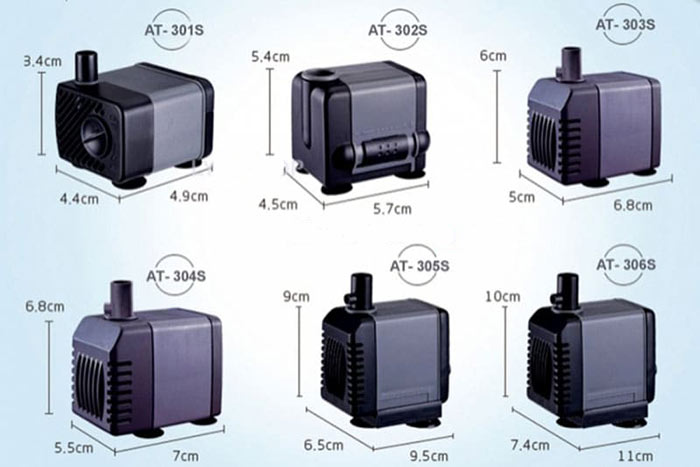 AT- 301S
3.4cm
4.4cm
4.9cm
AT- 302S
5.4cm
4.5cm
5.7cm
AT- 303S
6cm
5cm
6.8cm
AT- 304S
6.8cm
5.5cm
7cm
AT- 305S
9cm
6.5cm
9.5cm
AT- 306S
10cm
7.4cm
11cm